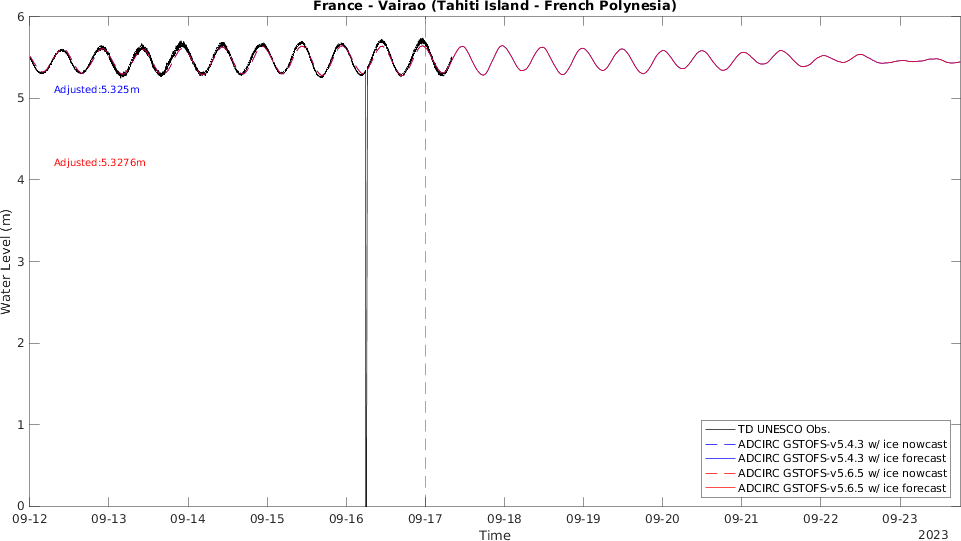 France - Vairao (Tahiti Island - French Polynesia)
6
5
4
3
2
1
0
Water Level (m)
Adjusted:5.325m
Adjusted:5.3276m
TD UNESCO Obs.
ADCIRC GSTOFS-v5.4.3 w/ ice nowcast
ADCIRC GSTOFS-v5.4.3 w/ ice forecast
ADCIRC GSTOFS-v5.6.5 w/ ice nowcast
ADCIRC GSTOFS-v5.6.5 w/ ice forecast
09-12 09-13 09-14 09-15 09-16 09-17 09-18 09-19 09-20 09-21 09-22 09-23
Time
2023